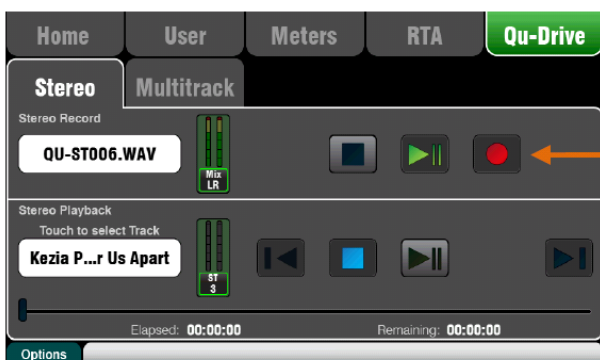 Home User Meters RTA Qu-Drive
Stereo Multitrack
Stereo Record
QU-ST006.WAV
Mix
LR
Stereo Playback
Touch to select Track
Kezia P...r Us Apart
ST
3
Elapsed: 00:00:00 Remaining: 00:00:00
Options